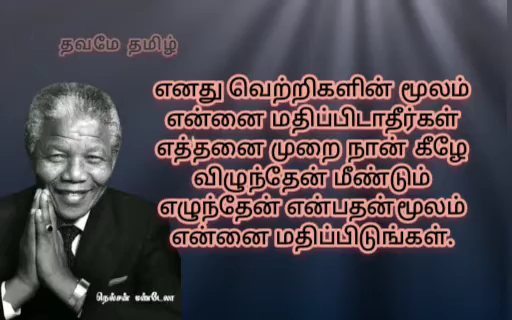 தவமே தமிழ்
எனது வெற்றிகளின் மூலம்
என்னை மதிப்பிடாதீர்கள்
எத்தனை முறை நான் கீழே
விழுந்தேன் மீண்டும்
எழுந்தேன் என்பதன்மூலம்
என்னை மதிப்பிடுங்கள்.
நெல்சன் மண்டேலா